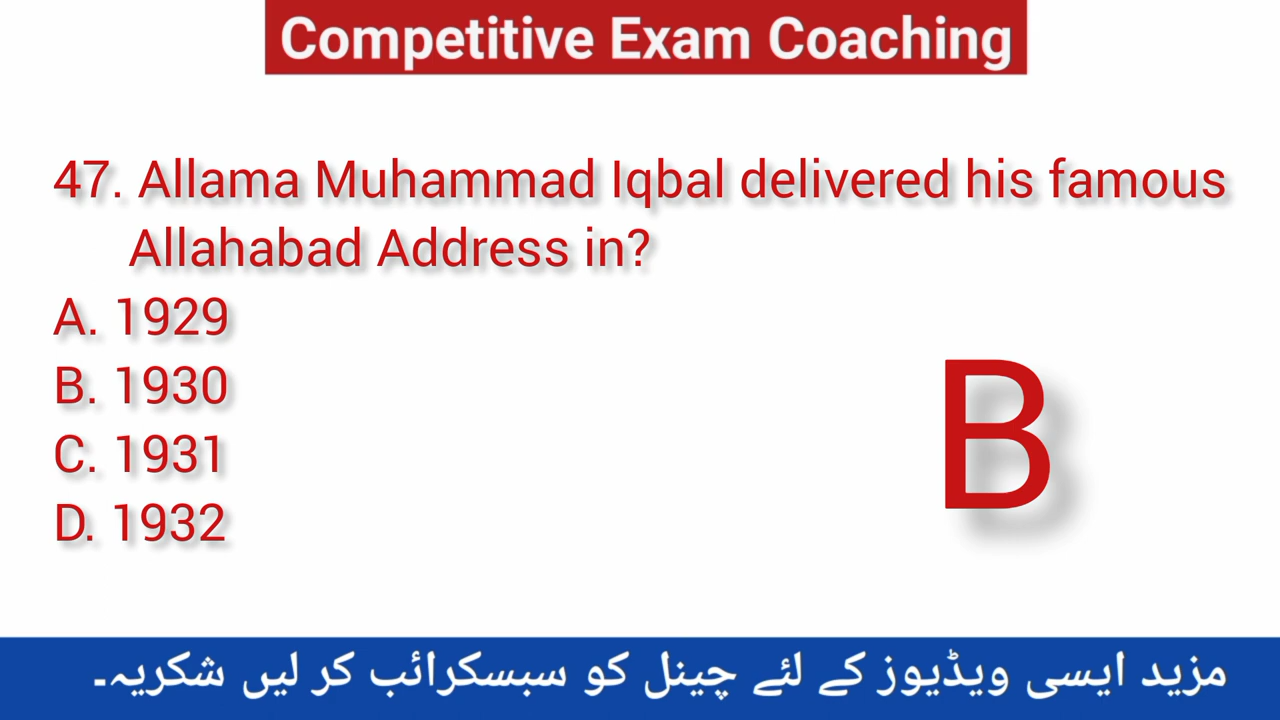 Competitive Exam Coaching
47. Allama Muhammad Iqbal delivered his famous
Allahabad Address in?
A. 1929
B. 1930
C. 1931
D. 1932
B
مزید ایسی ویڈیوز کے لئے چینل کو سبسکرائب کر لیں شکریہ۔